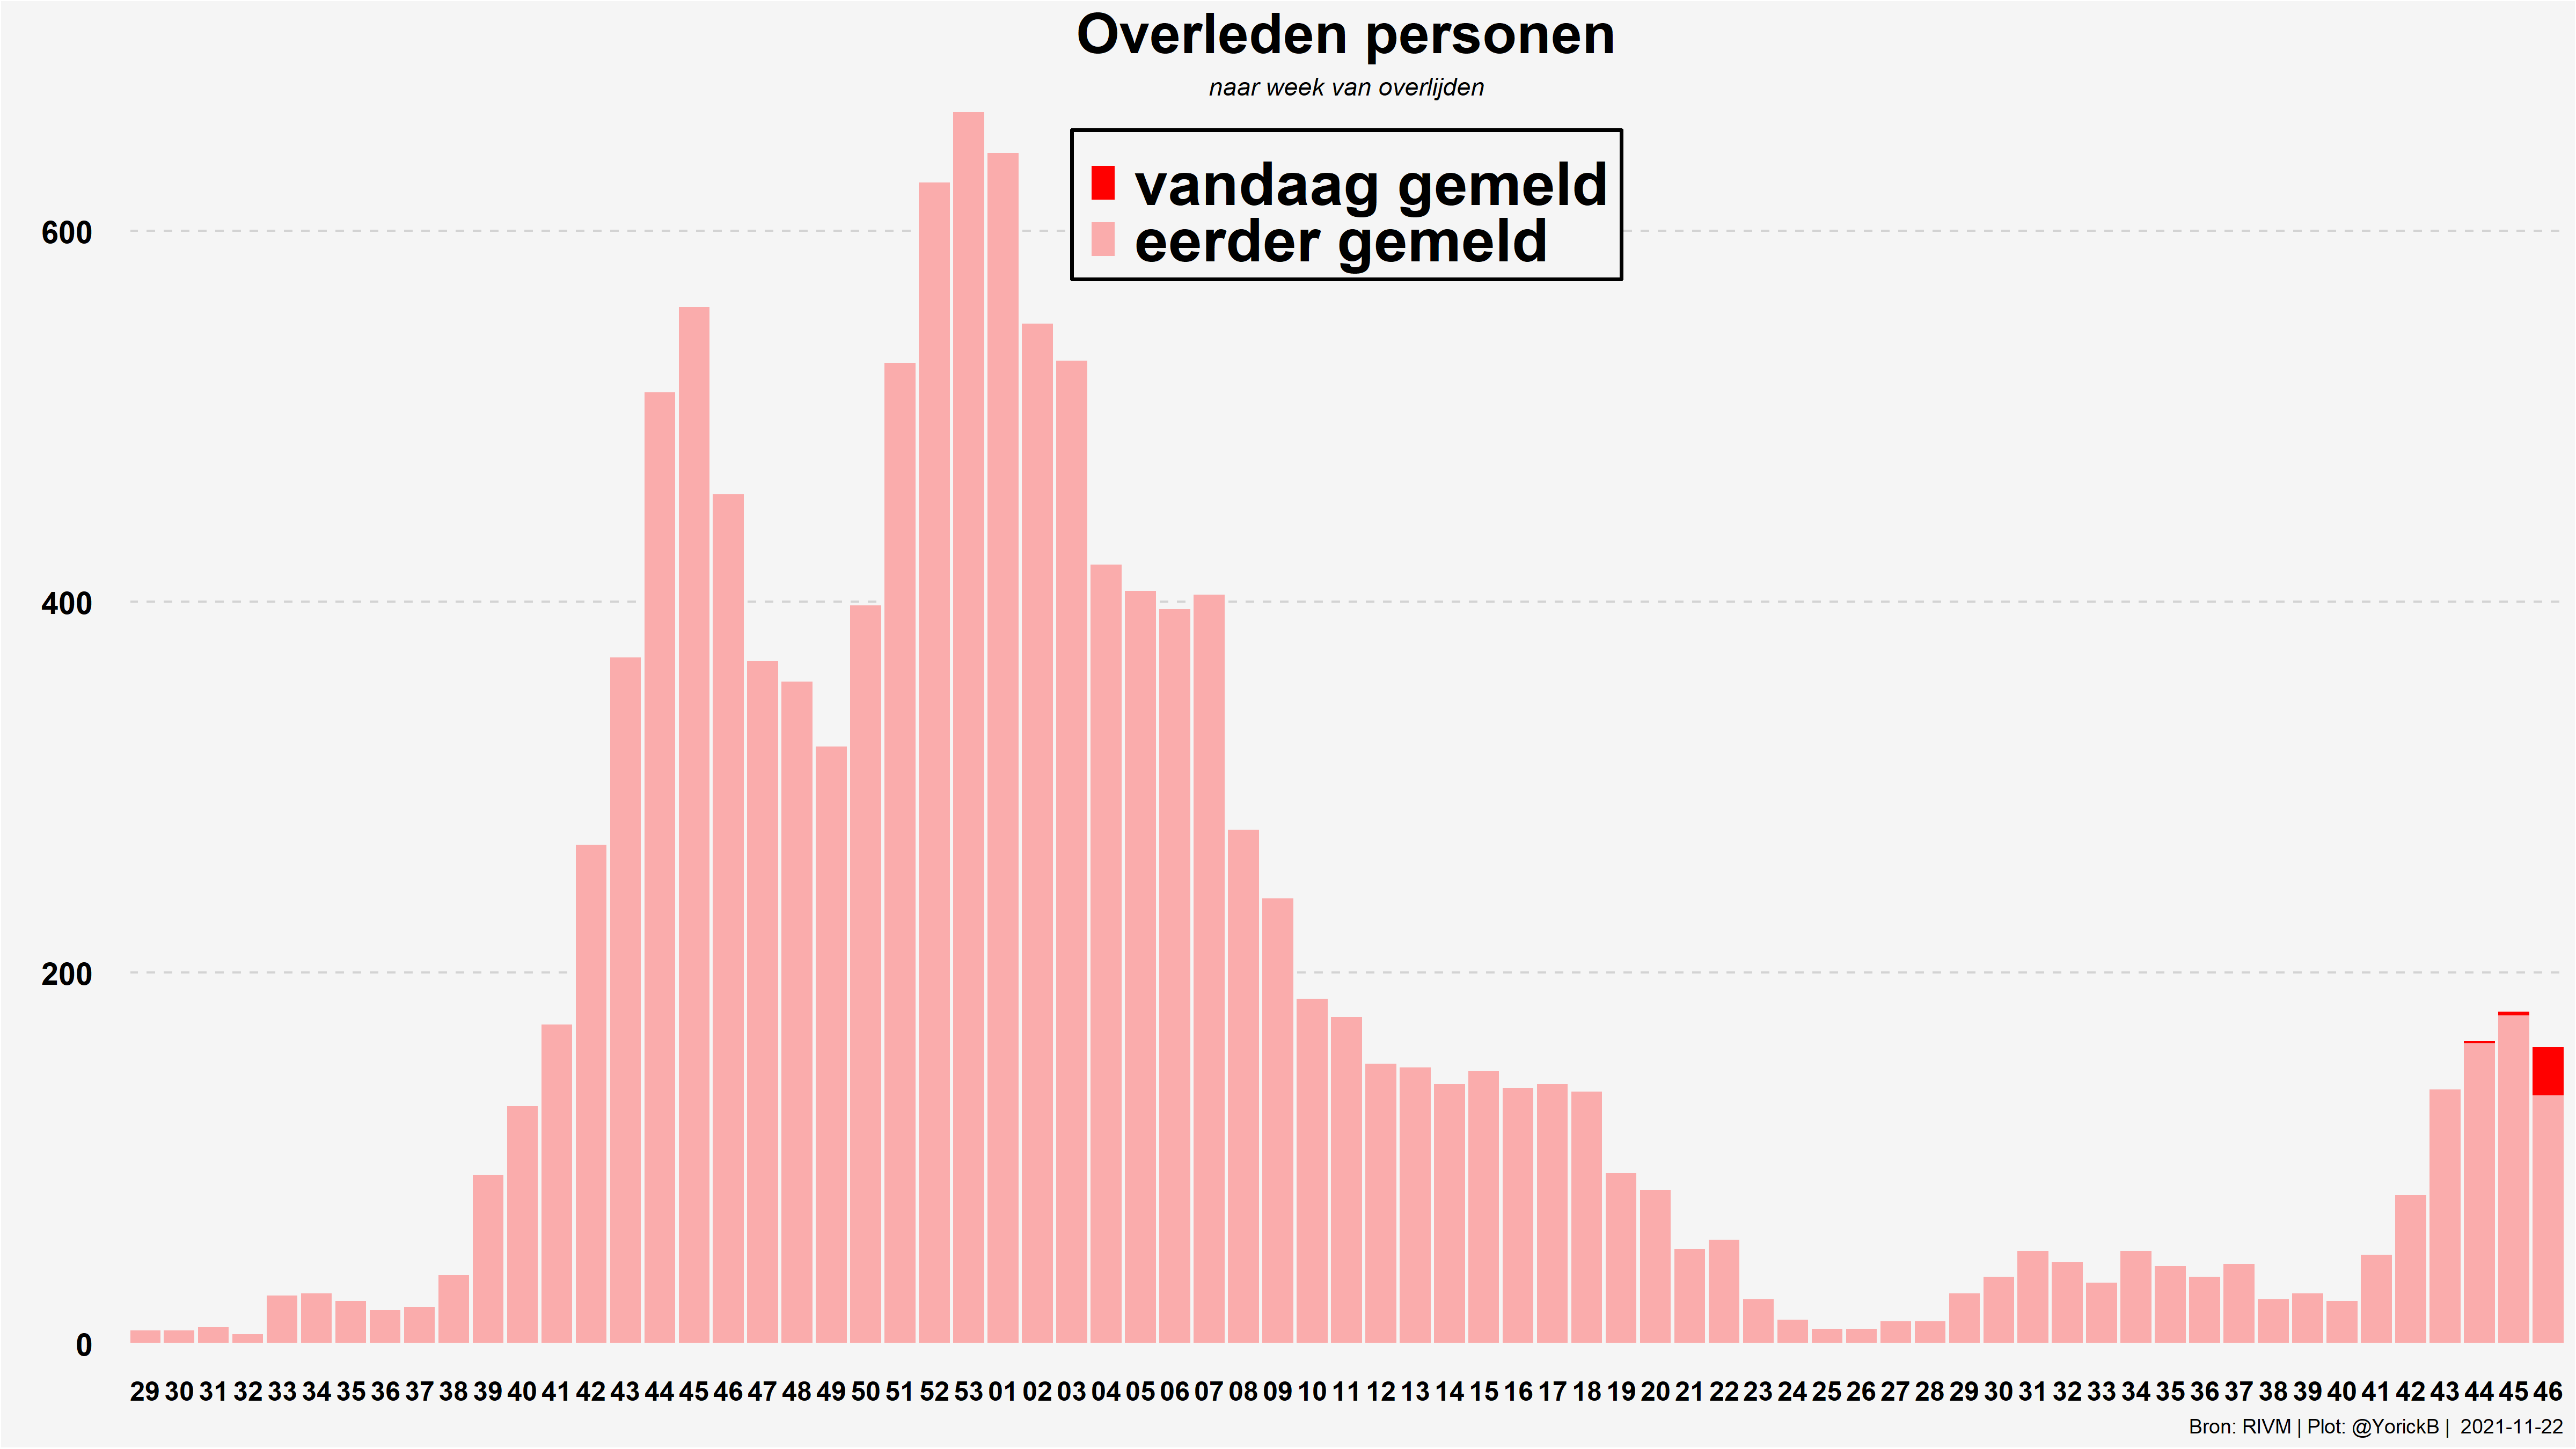 Overleden personen
naar week van overlijden
vandaag gemeld
eerder gemeld
600
400
200
0
29 30 31 32 33 34 35 36 37 38 39 40 41 42 43 44 45 46 47 48 49 50 51 52 53 01 02 03 04 05 06 07 08 09 10 11 12 13 14 15 16 17 18 19 20 21 22 23 24 25 26 27 28 29 30 31 32 33 34 35 36 37 38 39 40 41 42 43 44 45 46
Bron: RIVM | Plot: @YorickB | 2021-11-22